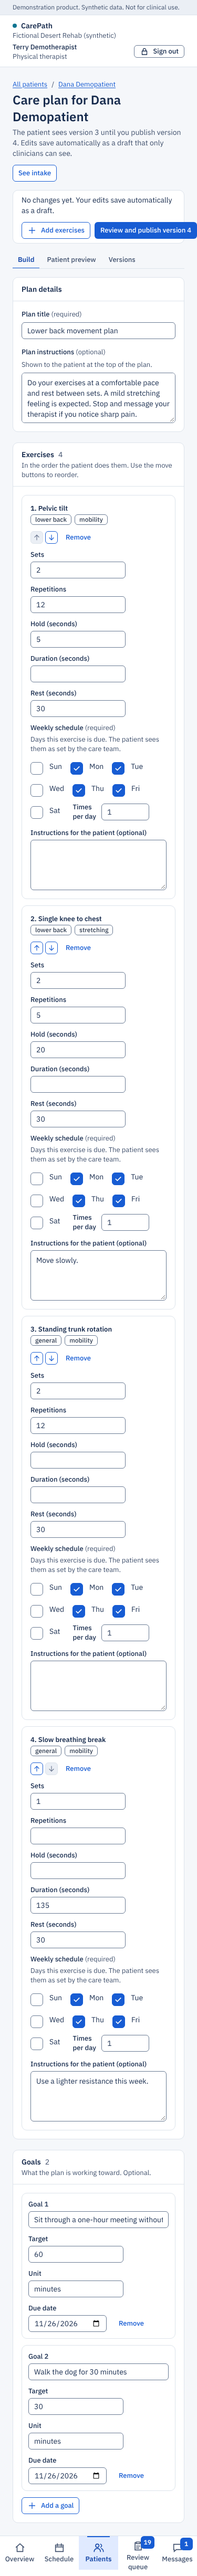 Demonstration product. Synthetic data. Not for clinical use.
CarePath
Fictional Desert Rehab (synthetic)
Terry Demotherapist
Physical therapist
Sign out
All patients / Dana Demopatient
Care plan for Dana
Demopatient
The patient sees version 3 until you publish version
4. Edits save automatically as a draft that only
clinicians can see.
See intake
No changes yet. Your edits save automatically
as a draft.
Add exercises
Review and publish version 4
Build Patient preview Versions
Plan details
Plan title (required)
Lower back movement plan
Plan instructions (optional)
Shown to the patient at the top of the plan.
Do your exercises at a comfortable pace
and rest between sets. A mild stretching
feeling is expected. Stop and message your
therapist if you notice sharp pain.
Exercises 4
In the order the patient does them. Use the move
buttons to reorder.
1. Pelvic tilt
lower back mobility
Remove
Sets
2
Repetitions
12
Hold (seconds)
5
Duration (seconds)
Rest (seconds)
30
Weekly schedule (required)
Days this exercise is due. The patient sees
them as set by the care team.
Sun Mon Tue
Wed Thu Fri
Sat Times
per day 1
Instructions for the patient (optional)
2. Single knee to chest
lower back stretching
Remove
Sets
2
Repetitions
5
Hold (seconds)
20
Duration (seconds)
Rest (seconds)
30
Weekly schedule (required)
Days this exercise is due. The patient sees
them as set by the care team.
Sun Mon Tue
Wed Thu Fri
Sat Times
per day 1
Instructions for the patient (optional)
Move slowly.
3. Standing trunk rotation
general mobility
Remove
Sets
2
Repetitions
12
Hold (seconds)
Duration (seconds)
Rest (seconds)
30
Weekly schedule (required)
Days this exercise is due. The patient sees
them as set by the care team.
Sun Mon Tue
Wed Thu Fri
Sat Times
per day 1
Instructions for the patient (optional)
4. Slow breathing break
general mobility
Remove
Sets
1
Repetitions
Hold (seconds)
Duration (seconds)
135
Rest (seconds)
30
Weekly schedule (required)
Days this exercise is due. The patient sees
them as set by the care team.
Sun Mon Tue
Wed Thu Fri
Sat Times
per day 1
Instructions for the patient (optional)
Use a lighter resistance this week.
Goals 2
What the plan is working toward. Optional.
Goal 1
Sit through a one-hour meeting without
Target
60
Unit
minutes
Due date
11/26/2026
Remove
Goal 2
Walk the dog for 30 minutes
Target
30
Unit
minutes
Due date
11/26/2026
Remove
Add a goal
Overview
Schedule
Patients
19
Review
queue
1
Messages